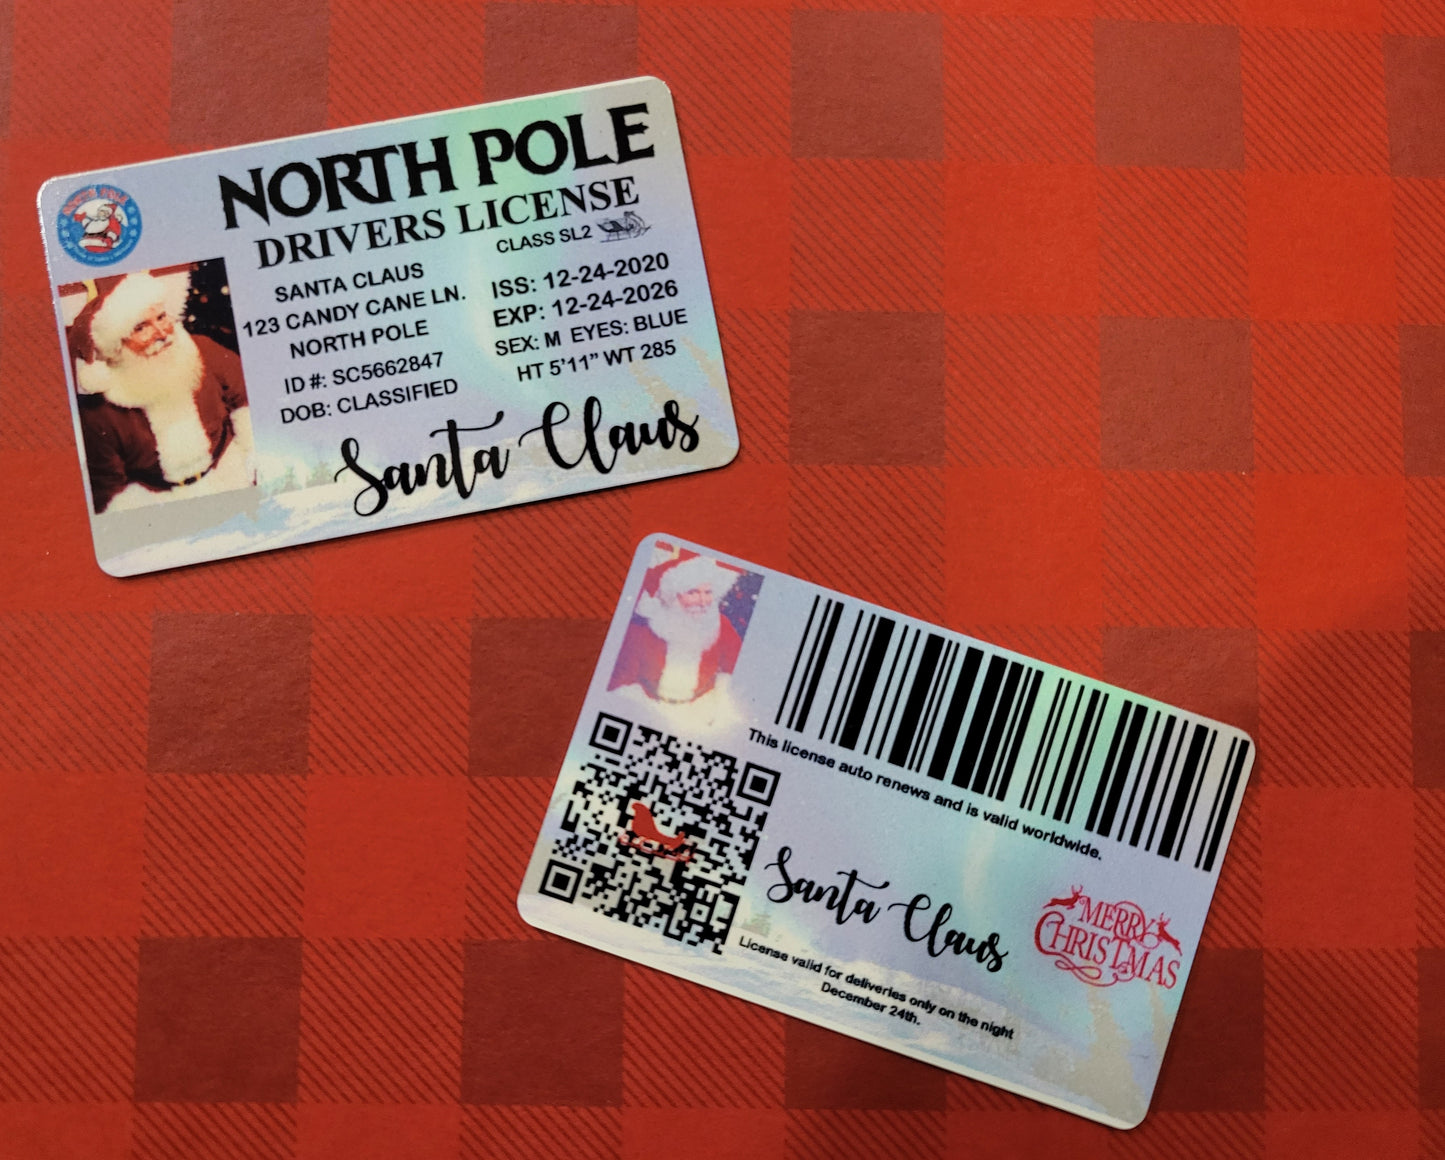 NORTH POLE
NORTH POLE
DRIVERS LICENSE
CLASS SL2
SANTA CLAUS
123 CANDY CANE LN.
NORTH POLE
ID #: SC5662847
DOB: CLASSIFIED
ISS: 12-24-2020
EXP: 12-24-2026
SEX: M EYES: BLUE
HT 5'11” WT 285
Santa Claus
This license auto renews and is valid worldwide.
Santa Claus
MERRY
CHRISTMAS
License valid for deliveries only on the night
December 24th.